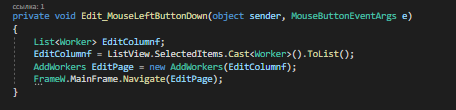 ссылка: 1
private void Edit_MouseLeftButtonDown(object sender, MouseButtonEventArgs e)
{
List<Worker> EditColumnf;
EditColumnf = ListView.SelectedItems.Cast<Worker>().ToList();
AddWorkers EditPage = new AddWorkers(EditColumnf);
FrameW.MainFrame.Navigate(EditPage);
}